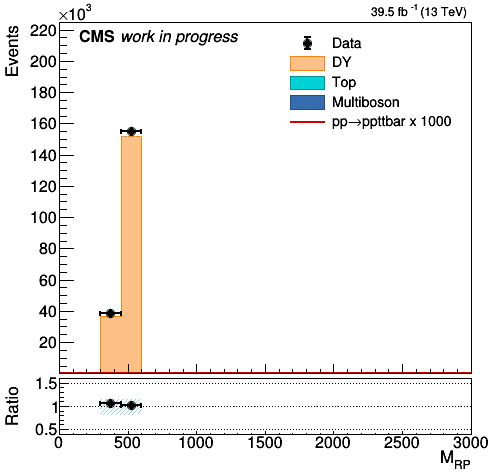 ×10³
39.5 fb⁻¹ (13 TeV)
CMS work in progress
Events
220
200
180
160
140
120
100
80
60
40
20
Data
DY
Top
Multiboson
pp→ppttbar x 1000
Ratio
1.5
1
0.5
0 500 1000 1500 2000 2500 3000
M_RP